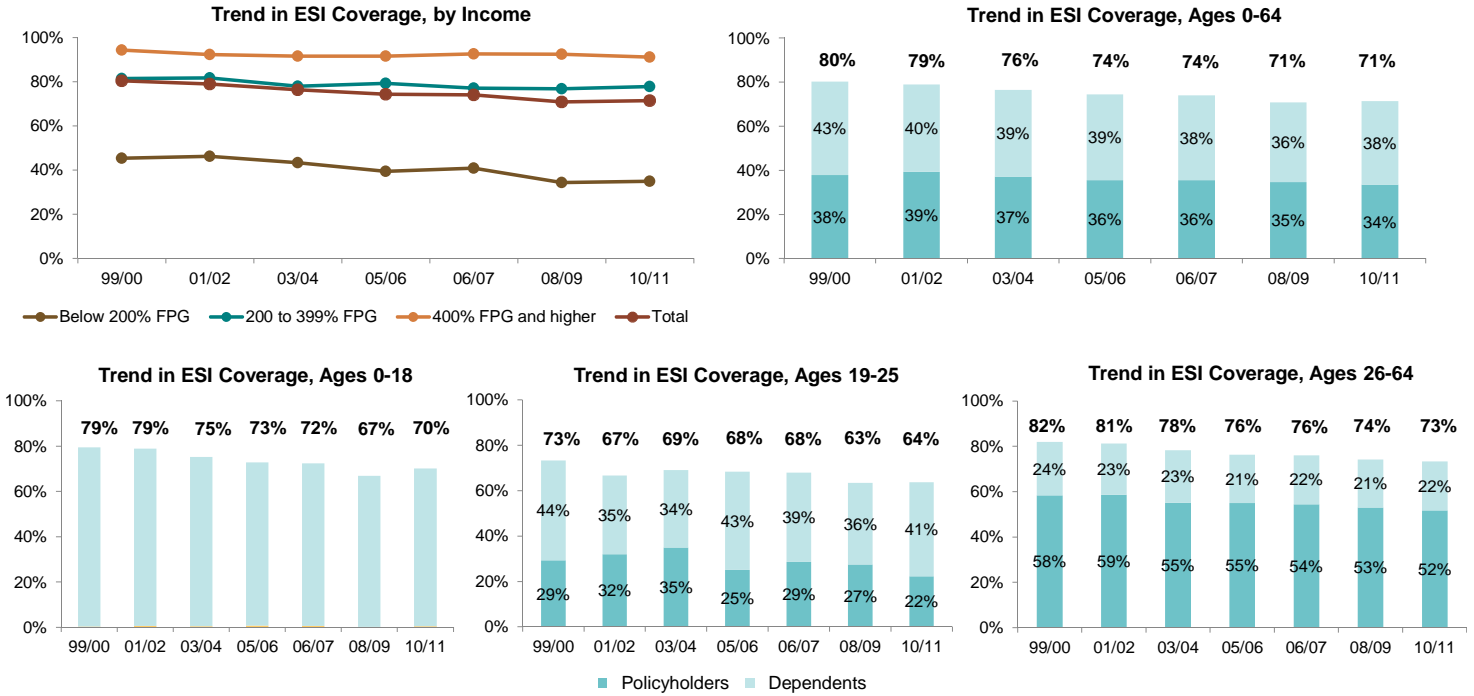 Trend in ESI Coverage, by Income
100%
80%
60%
40%
20%
0%
99/00 01/02 03/04 05/06 06/07 08/09 10/11
Below 200% FPG 200 to 399% FPG 400% FPG and higher Total
Trend in ESI Coverage, Ages 0-64
100%
80%
60%
40%
20%
0%
80% 79% 76% 74% 74% 71% 71%
43% 40% 39% 39% 38% 36% 38%
38% 39% 37% 36% 36% 35% 34%
99/00 01/02 03/04 05/06 06/07 08/09 10/11
Trend in ESI Coverage, Ages 0-18
100%
80%
60%
40%
20%
0%
79% 79% 75% 73% 72% 67% 70%
99/00 01/02 03/04 05/06 06/07 08/09 10/11
Trend in ESI Coverage, Ages 19-25
100%
80%
60%
40%
20%
0%
73% 67% 69% 68% 68% 63% 64%
44% 35% 34% 43% 39% 36% 41%
29% 32% 35% 25% 29% 27% 22%
99/00 01/02 03/04 05/06 06/07 08/09 10/11
Trend in ESI Coverage, Ages 26-64
100%
80%
60%
40%
20%
0%
82% 81% 78% 76% 76% 74% 73%
24% 23% 23% 21% 22% 21% 22%
58% 59% 55% 55% 54% 53% 52%
99/00 01/02 03/04 05/06 06/07 08/09 10/11
Policyholders Dependents